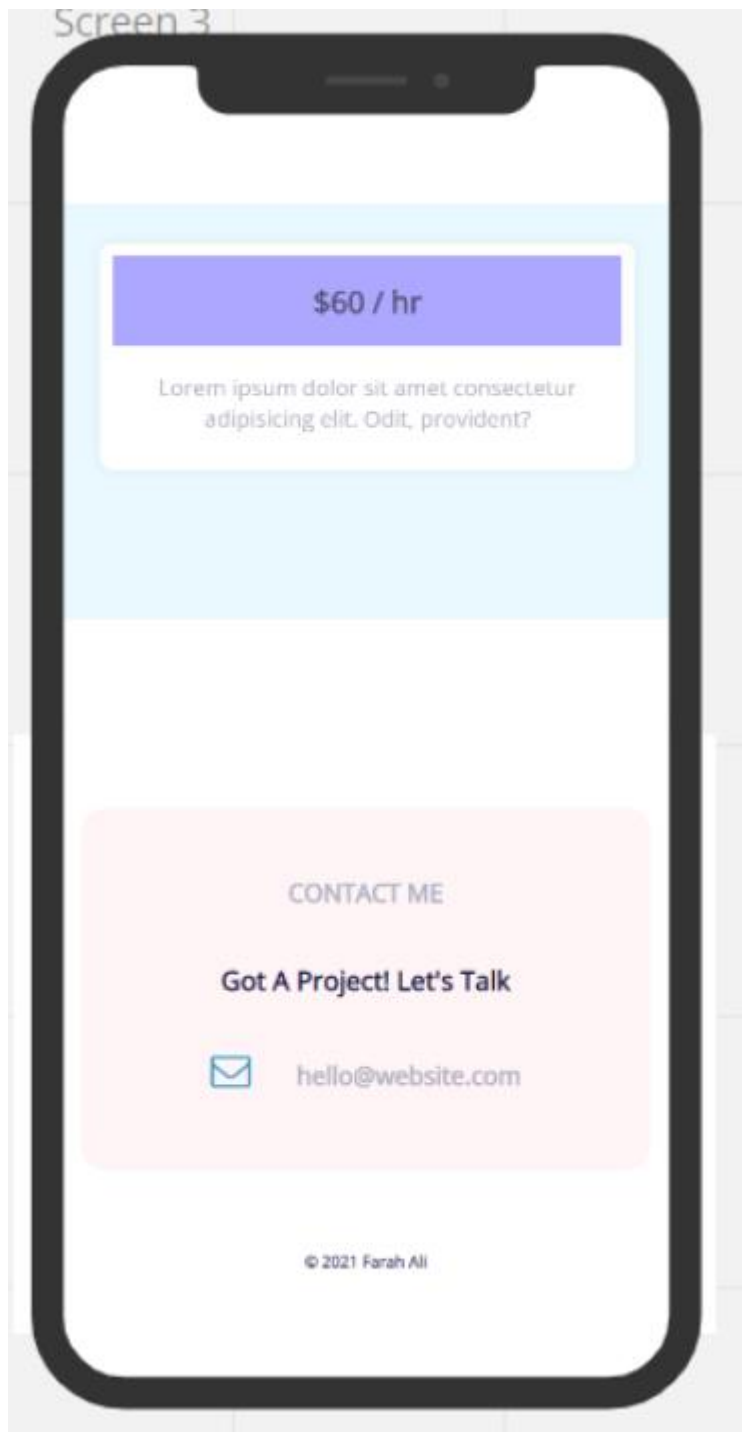 Screen 3
$60 / hr
Lorem ipsum dolor sit amet consectetur
adipisicing elit. Odit, provident?
CONTACT ME
Got A Project! Let's Talk
hello@website.com
© 2021 Farah Ali